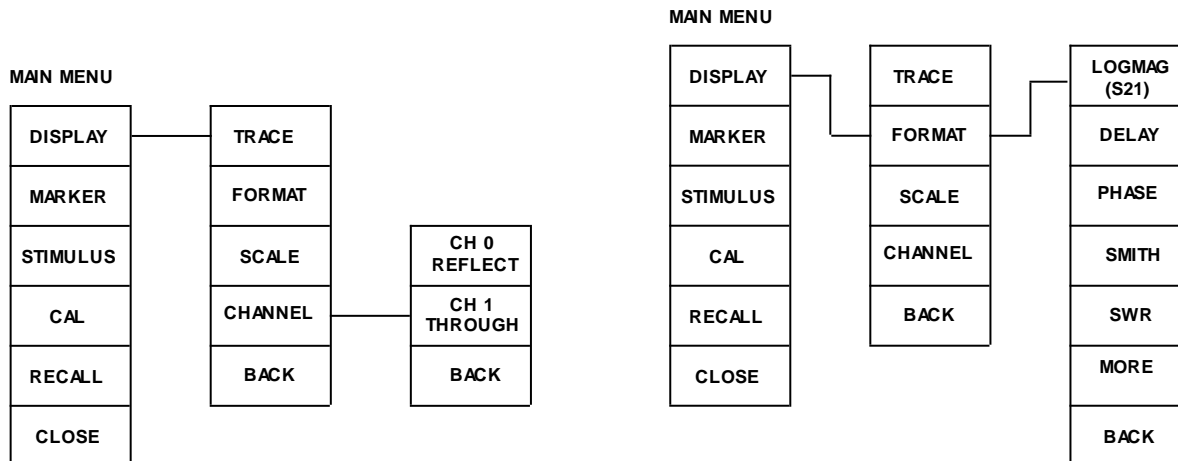 MAIN MENU
DISPLAY
MARKER
STIMULUS
CAL
RECALL
CLOSE
TRACE
FORMAT
SCALE
CHANNEL
BACK
CH 0
REFLECT
CH 1
THROUGH
BACK
MAIN MENU
DISPLAY
MARKER
STIMULUS
CAL
RECALL
CLOSE
TRACE
FORMAT
SCALE
CHANNEL
BACK
LOGMAG
(S21)
DELAY
PHASE
SMITH
SWR
MORE
BACK